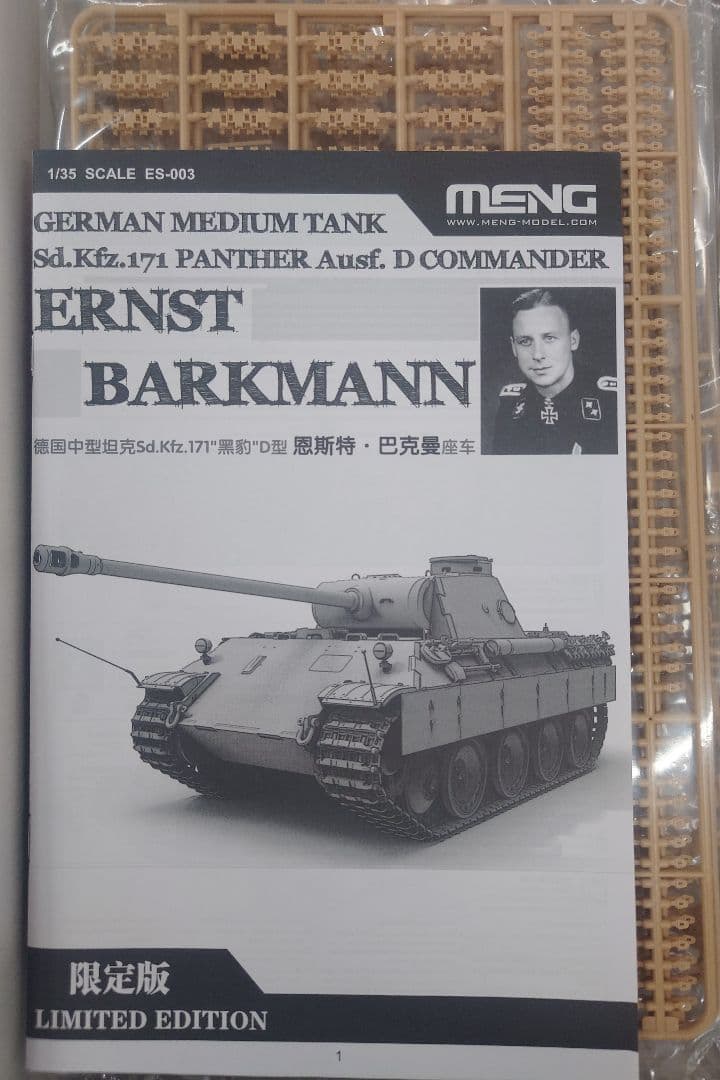 1/35 SCALE ES-003
MENG
WWW.MENG-MODEL.COM
GERMAN MEDIUM TANK
Sd.Kfz.171 PANTHER Ausf. D COMMANDER
ERNST
BARKMANN
德国中型坦克Sd.Kfz.171"黑豹"D型 恩斯特·巴克曼座车
限定版
LIMITED EDITION
1